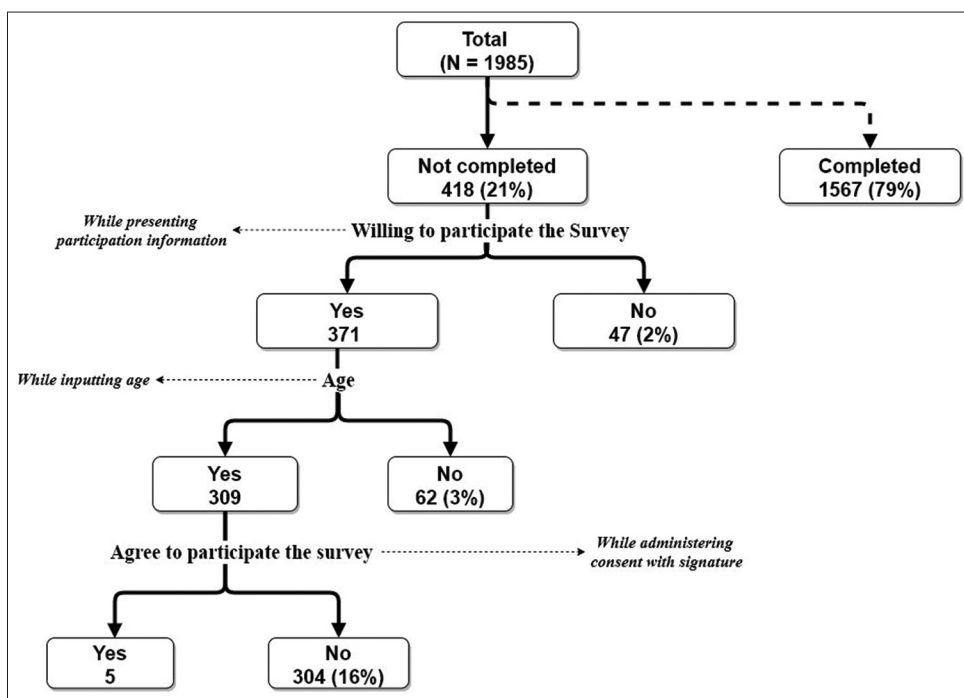 Total
(N = 1985)
Not completed
418 (21%)
Completed
1567 (79%)
While presenting
participation information
Willing to participate the Survey
Yes
371
No
47 (2%)
While inputting age
Age
Yes
309
No
62 (3%)
Agree to participate the survey
While administering
consent with signature
Yes
5
No
304 (16%)